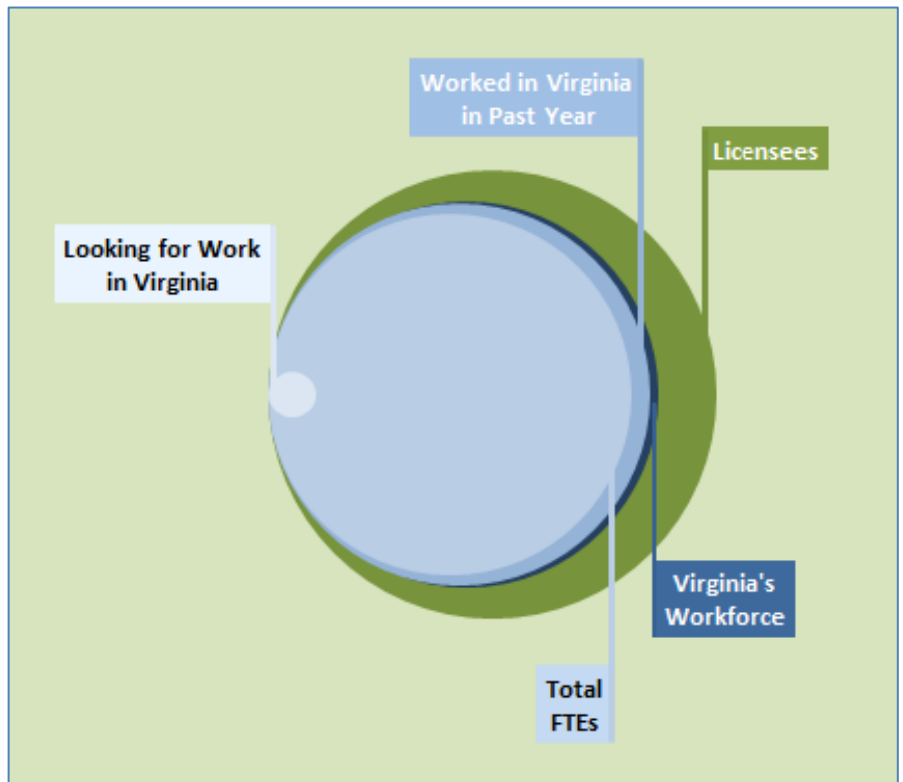 Worked in Virginia
in Past Year
Licensees
Looking for Work
in Virginia
Virginia's
Workforce
Total
FTEs